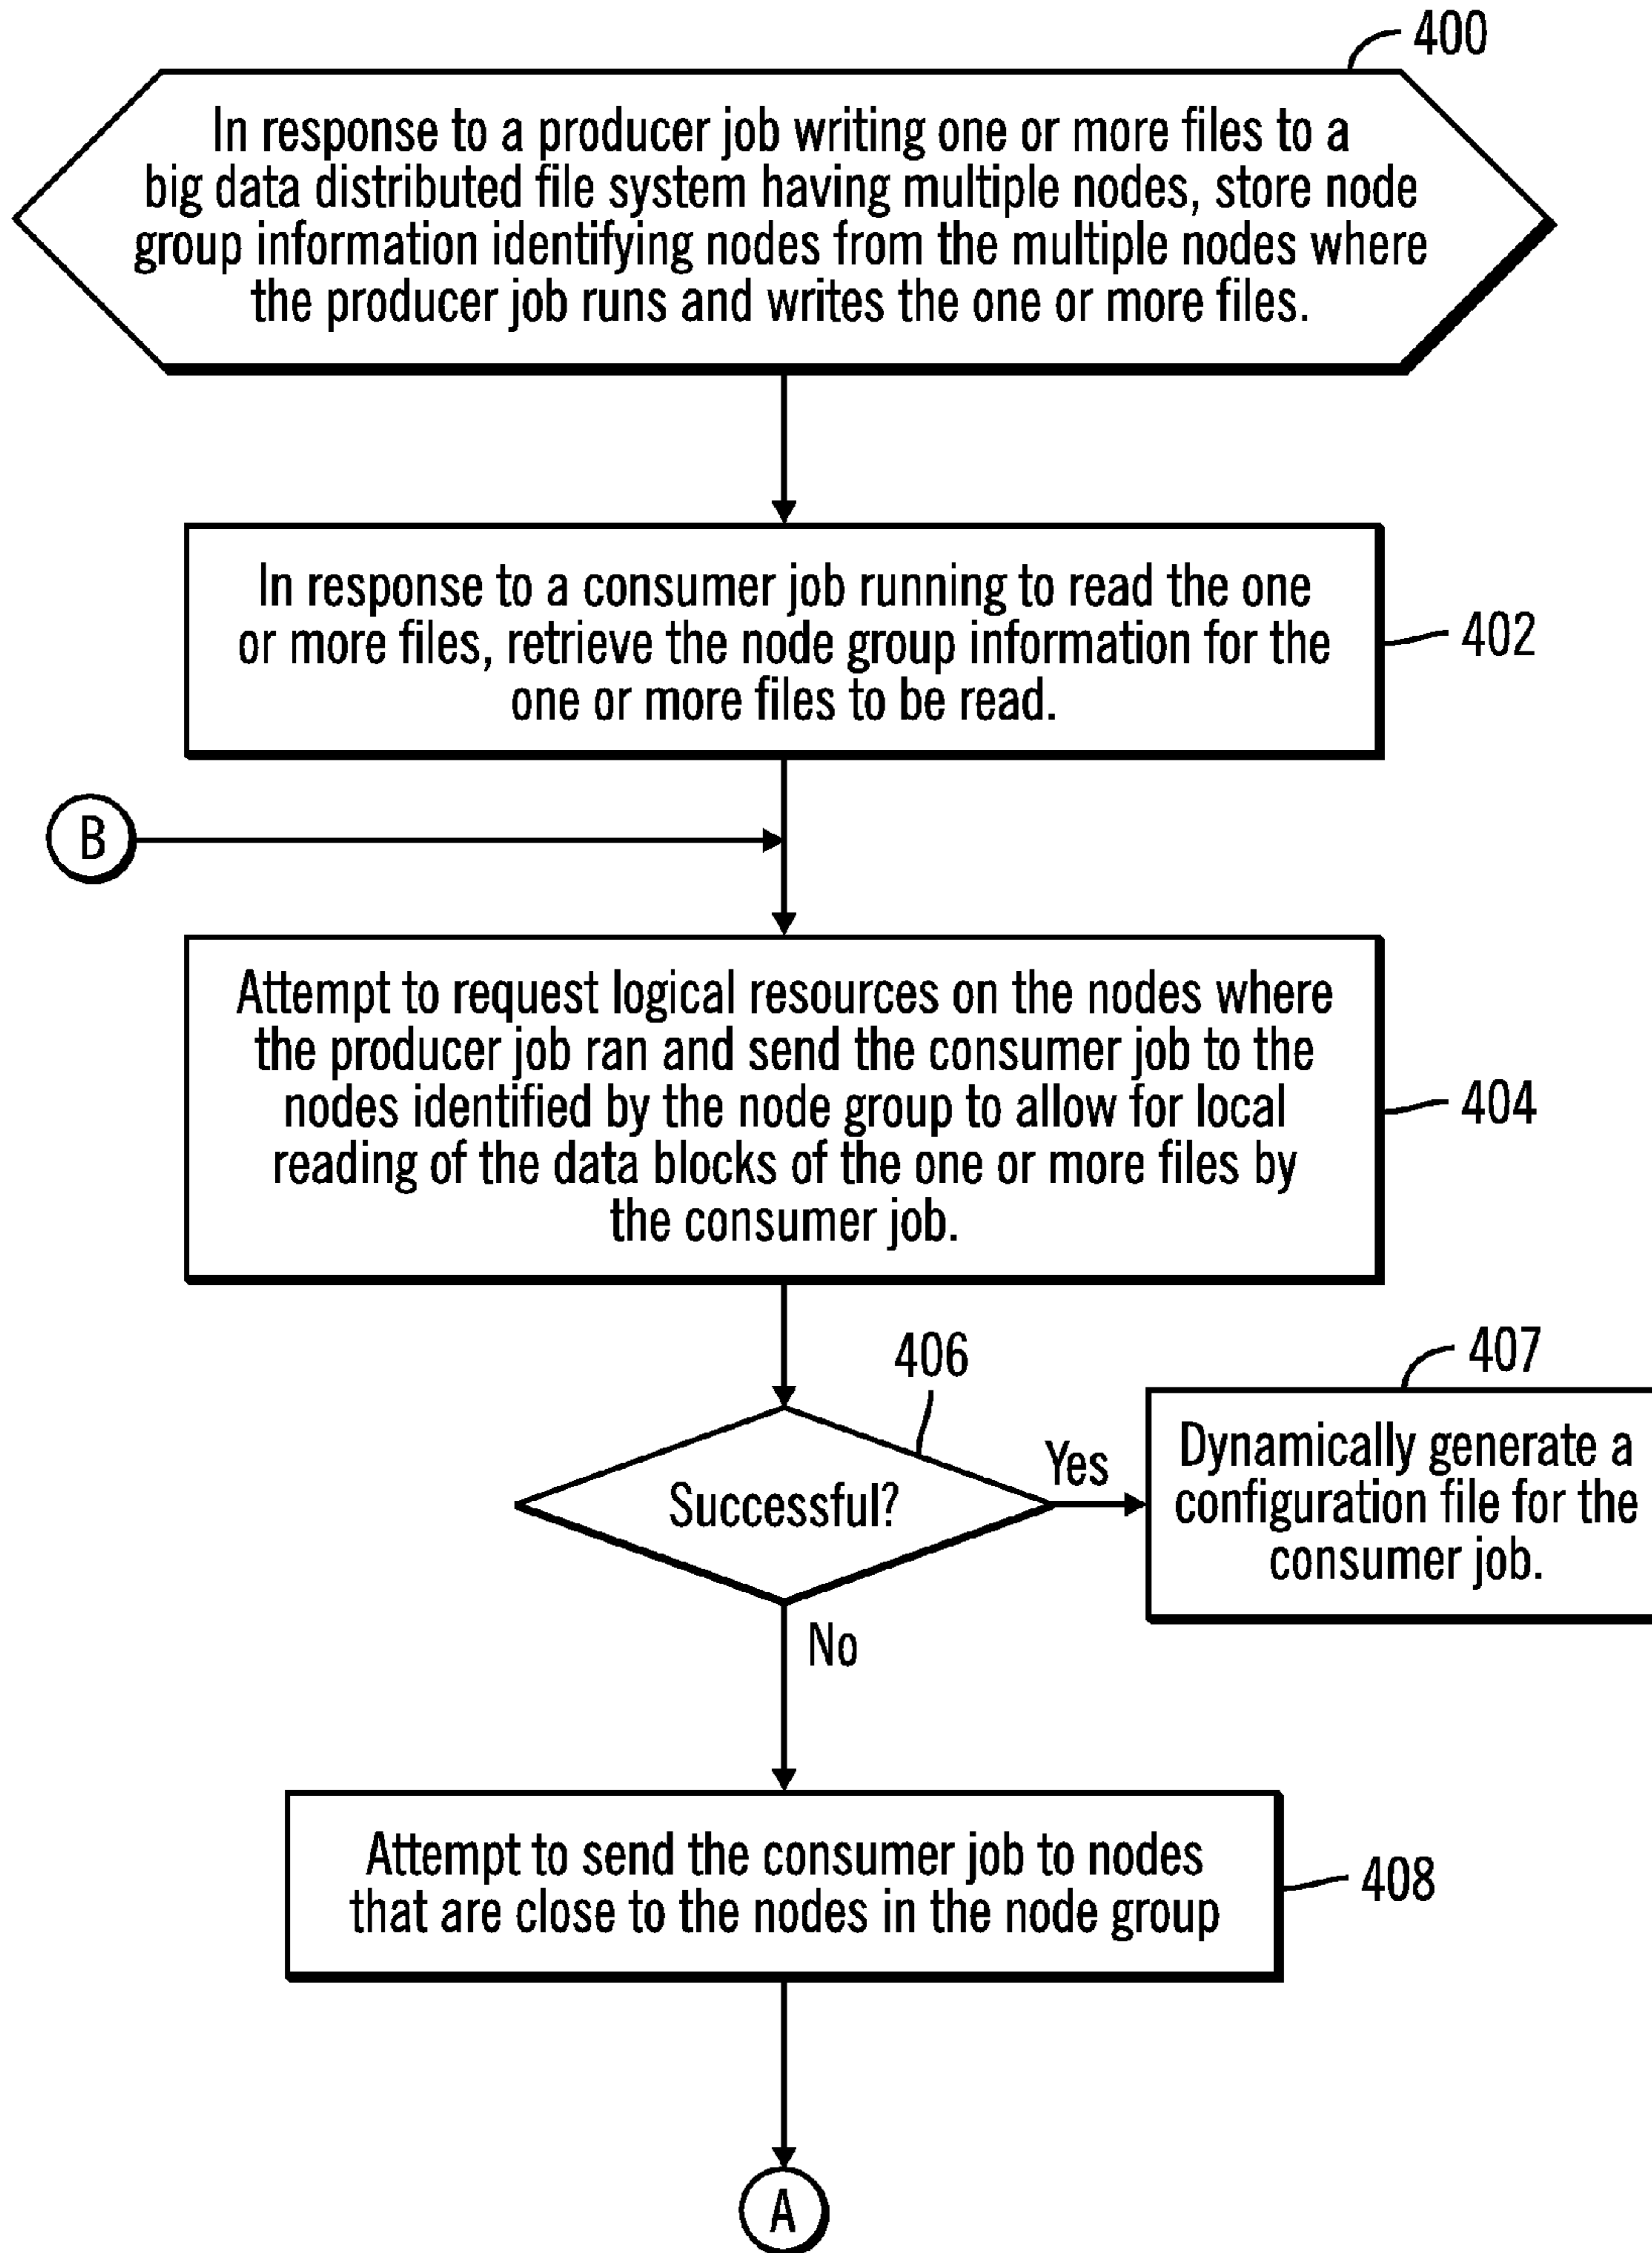 400
In response to a producer job writing one or more files to a
big data distributed file system having multiple nodes, store node
group information identifying nodes from the multiple nodes where
the producer job runs and writes the one or more files.
In response to a consumer job running to read the one
or more files, retrieve the node group information for the
one or more files to be read.
402
B
Attempt to request logical resources on the nodes where
the producer job ran and send the consumer job to the
nodes identified by the node group to allow for local
reading of the data blocks of the one or more files by
the consumer job.
404
406
407
Successful?
Yes
Dynamically generate a
configuration file for the
consumer job.
No
Attempt to send the consumer job to nodes
that are close to the nodes in the node group
408
A